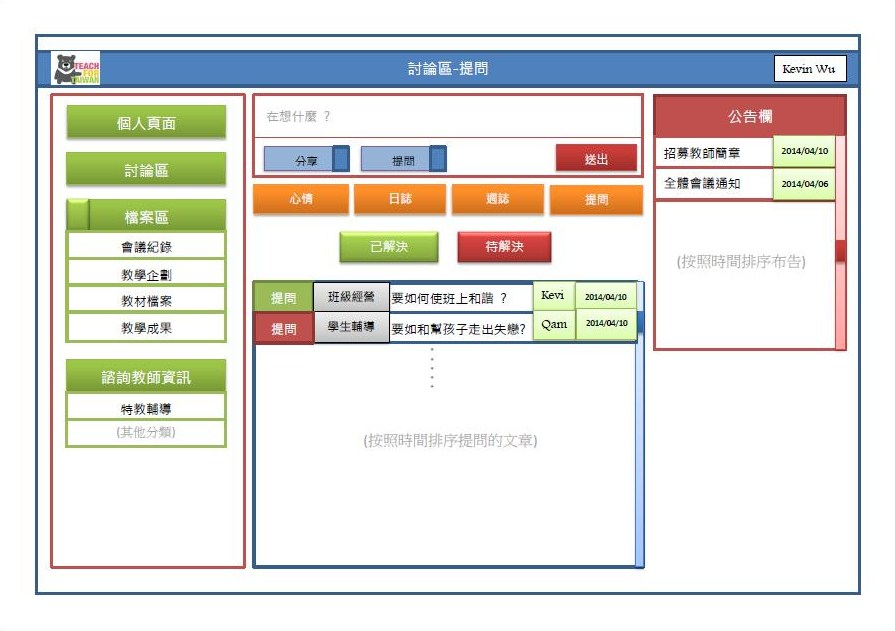 TEACH
FOR
TAIWAN
討論區-提問
Kevin Wu
個人頁面
討論區
檔案區
會議紀錄
教學企劃
教材檔案
教學成果
諮詢教師資訊
特教輔導
(其他分類)
在想什麼 ?
分享
提問
送出
心情
日誌
週誌
提問
已解決
待解決
提問 班級經營 要如何使班上和諧 ? Kevi 2014/04/10
提問 學生輔導 要如和幫孩子走出失戀? Qam 2014/04/10
(按照時間排序提問的文章)
公告欄
招募教師簡章 2014/04/10
全體會議通知 2014/04/06
(按照時間排序布告)